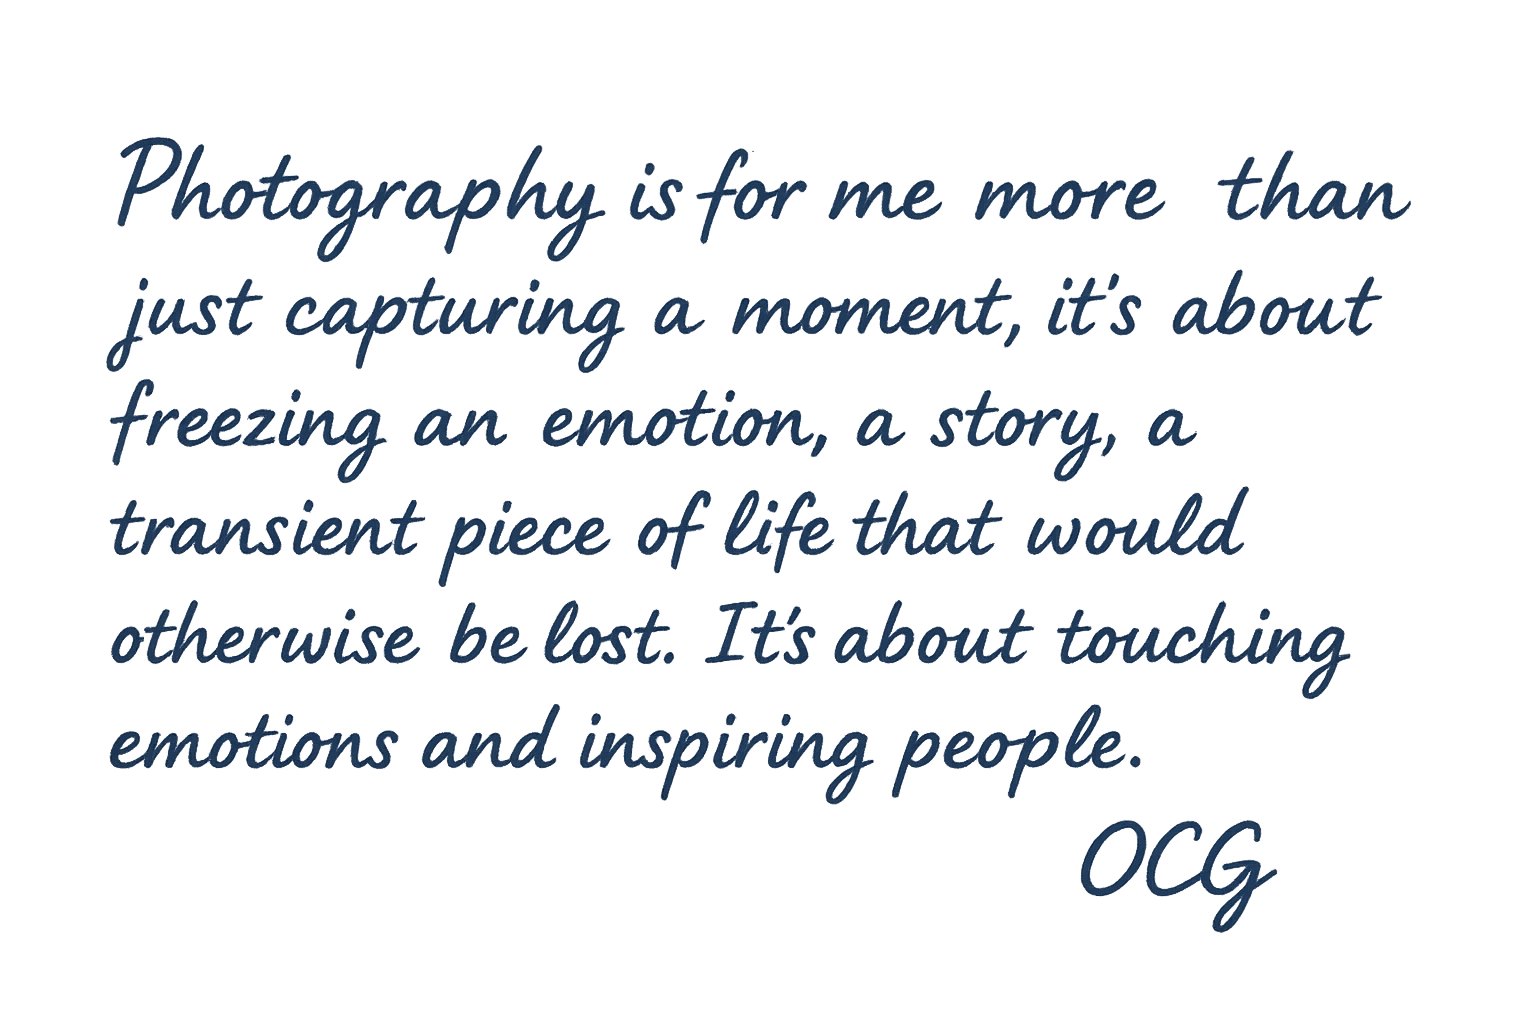 Photography is for me more than
just capturing a moment, it's about
freezing an emotion, a story, a
transient piece of life that would
otherwise be lost. It's about touching
emotions and inspiring people.
OCG